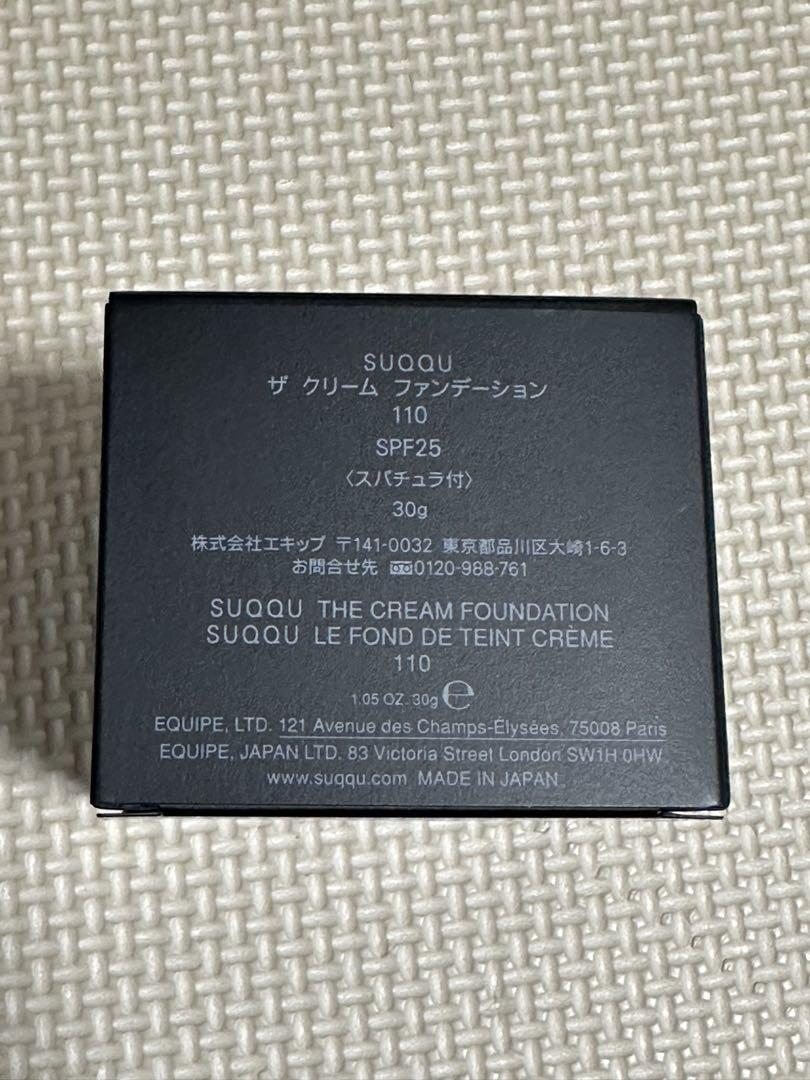 SUQQU
ザ クリーム ファンデーション
110
SPF25
〈スパチュラ付〉
30g
株式会社エキップ 〒141-0032 東京都品川区大崎1-6-3
お問合せ先 0120-988-761
SUQQU THE CREAM FOUNDATION
SUQQU LE FOND DE TEINT CRÈME
110
1.05 OZ. 30g ℮
EQUIPE, LTD. 121 Avenue des Champs-Élysées, 75008 Paris
EQUIPE, JAPAN LTD. 83 Victoria Street London SW1H 0HW
www.suqqu.com MADE IN JAPAN